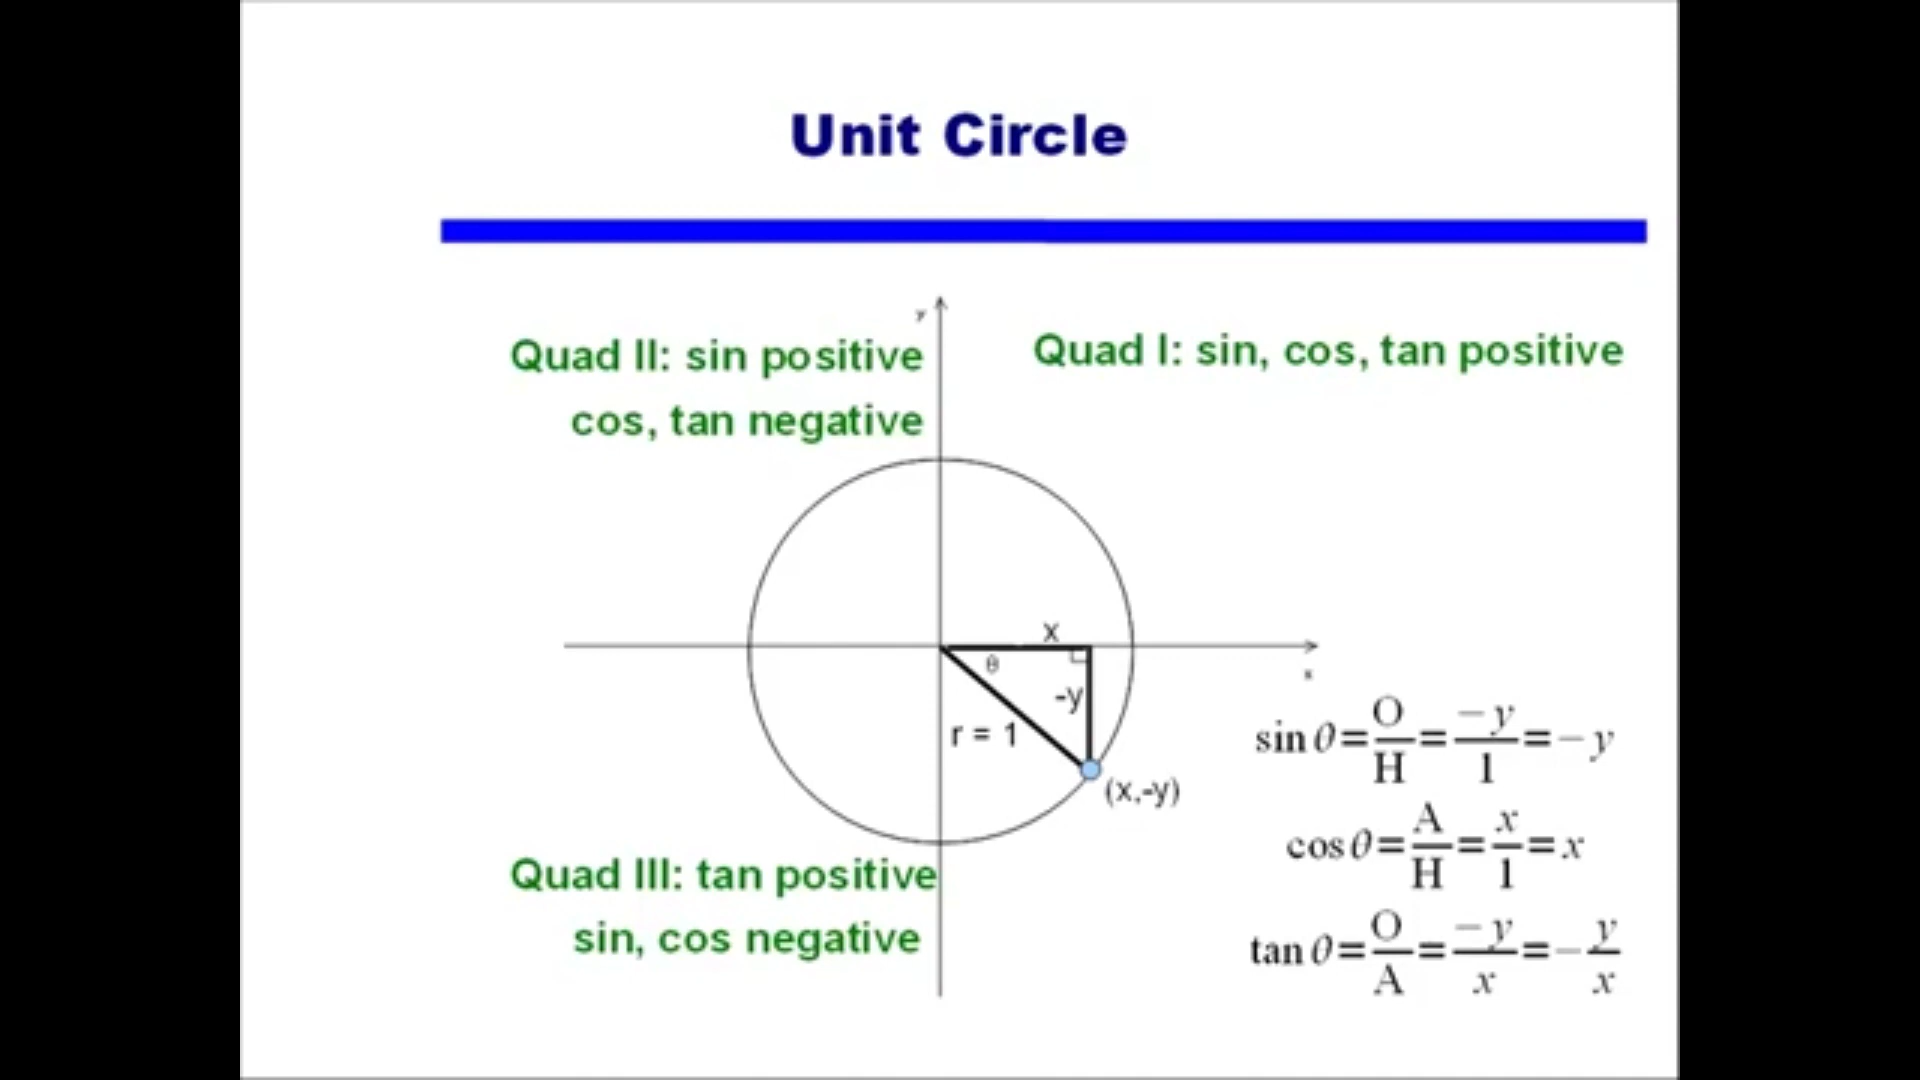 Unit Circle
y
Quad II: sin positive
cos, tan negative
Quad I: sin, cos, tan positive
x
θ
-y
r = 1
(x,-y)
x
sin θ = O/H = -y/1 = -y
cos θ = A/H = x/1 = x
tan θ = O/A = -y/x = -y/x
Quad III: tan positive
sin, cos negative